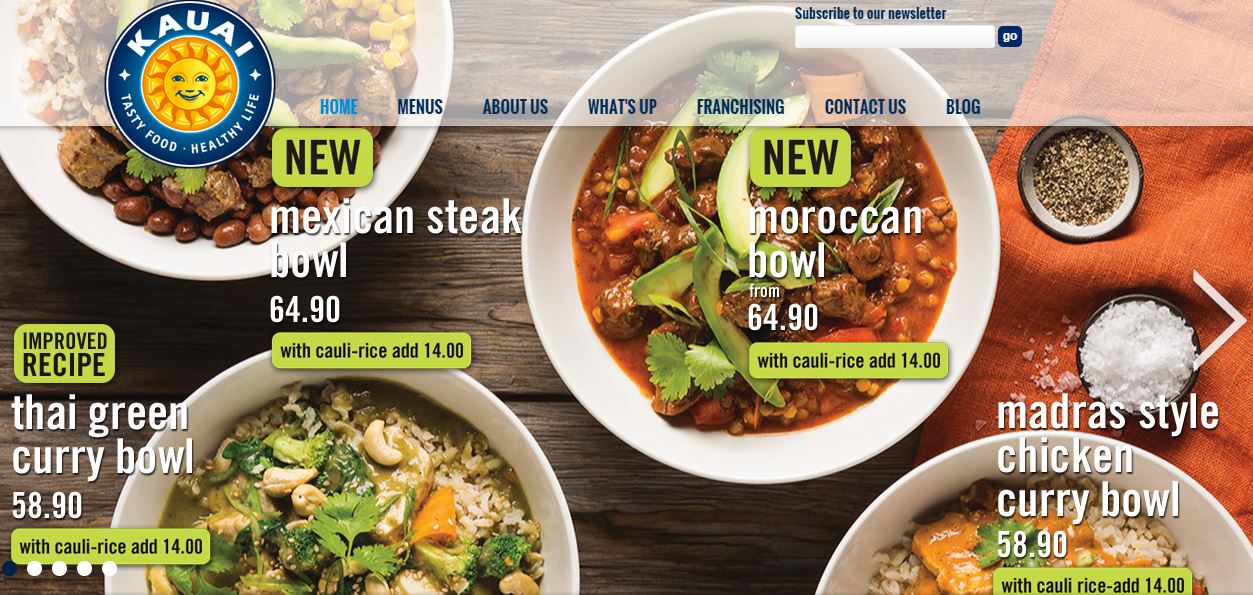 Subscribe to our newsletter
go
KAUAI
TASTY FOOD · HEALTHY LIFE
HOME MENUS ABOUT US WHAT'S UP FRANCHISING CONTACT US BLOG
NEW
mexican steak
bowl
64.90
with cauli-rice add 14.00
NEW
moroccan
bowl
from
64.90
with cauli-rice add 14.00
IMPROVED
RECIPE
thai green
curry bowl
58.90
with cauli-rice add 14.00
madras style
chicken
curry bowl
58.90
with cauli rice-add 14.00